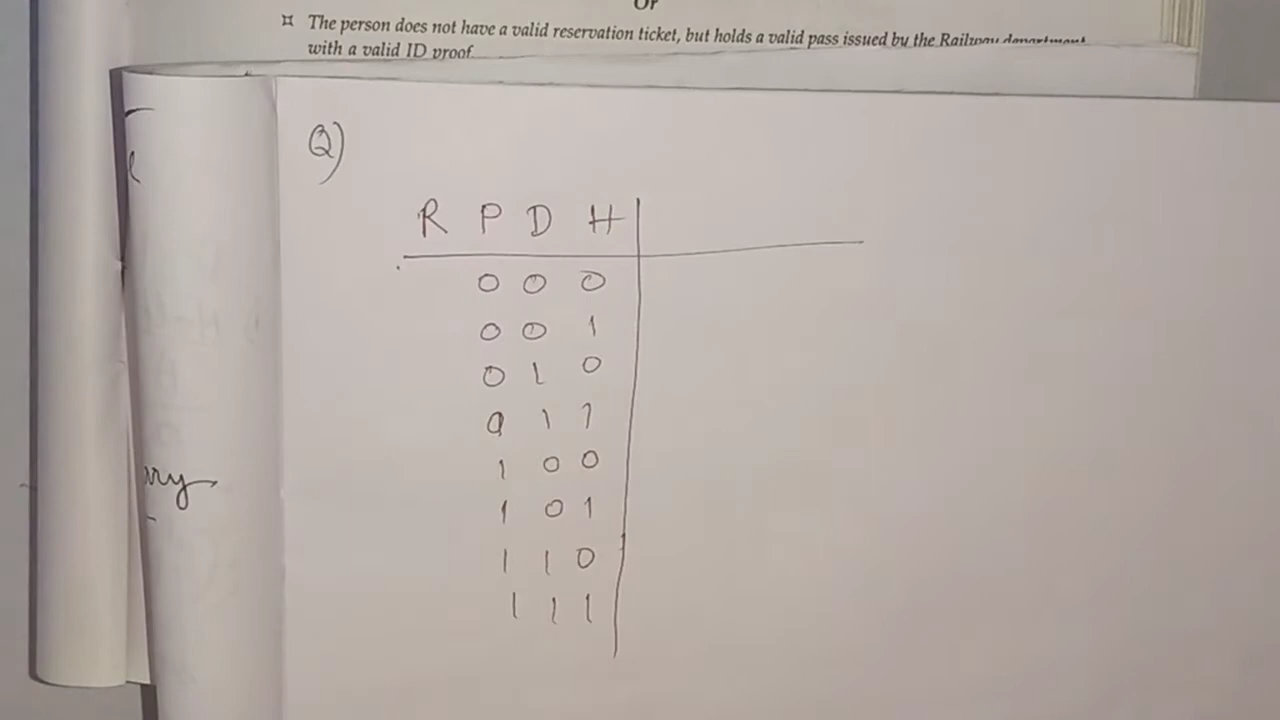 Or
¤ The person does not have a valid reservation ticket, but holds a valid pass issued by the Railway department
with a valid ID proof.
Q)
R P D H
0 0 0
0 0 1
0 1 0
0 1 1
1 0 0
1 0 1
1 1 0
1 1 1